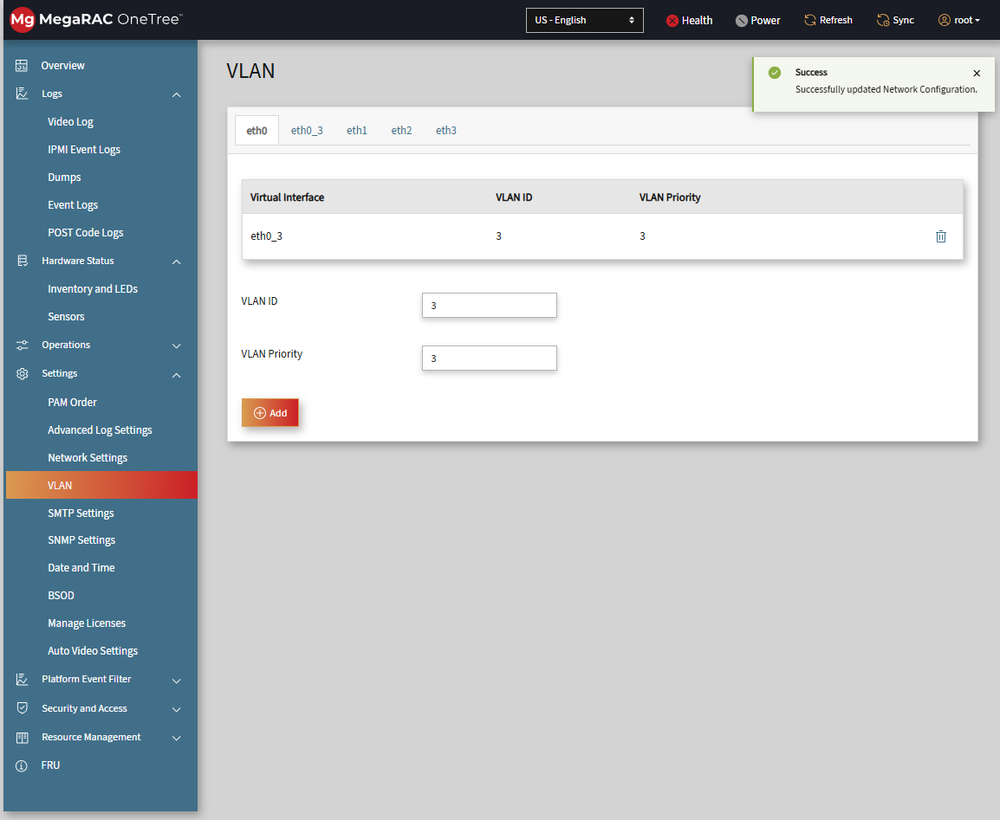 Mg MegaRAC OneTree™
US - English
Health
Power
Refresh
Sync
root
Overview
Logs
Video Log
IPMI Event Logs
Dumps
Event Logs
POST Code Logs
Hardware Status
Inventory and LEDs
Sensors
Operations
Settings
PAM Order
Advanced Log Settings
Network Settings
VLAN
SMTP Settings
SNMP Settings
Date and Time
BSOD
Manage Licenses
Auto Video Settings
Platform Event Filter
Security and Access
Resource Management
FRU
VLAN
Success
Successfully updated Network Configuration.
eth0 eth0_3 eth1 eth2 eth3
Virtual Interface VLAN ID VLAN Priority
eth0_3 3 3
VLAN ID 3
VLAN Priority 3
Add